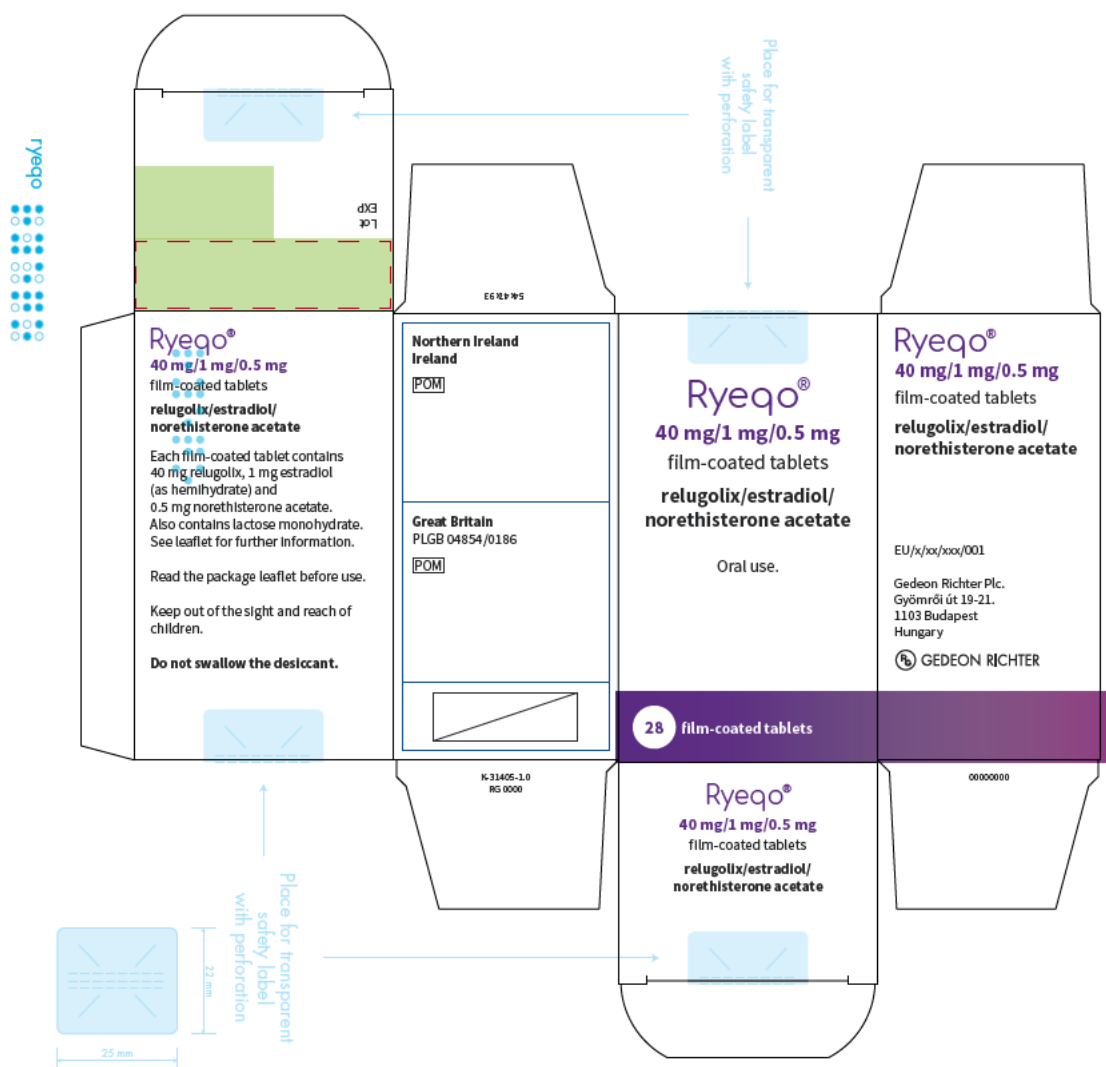 Place for transparent
safety label
with perforation
ryeqo
Lot
EXP
54x47x93
Ryeqo®
40 mg/1 mg/0.5 mg
film-coated tablets
relugolix/estradiol/
norethisterone acetate
Each film-coated tablet contains
40 mg relugolix, 1 mg estradiol
(as hemihydrate) and
0.5 mg norethisterone acetate.
Also contains lactose monohydrate.
See leaflet for further information.
Read the package leaflet before use.
Keep out of the sight and reach of
children.
Do not swallow the desiccant.
Northern Ireland
Ireland
POM
Great Britain
PLGB 04854/0186
POM
Ryeqo®
40 mg/1 mg/0.5 mg
film-coated tablets
relugolix/estradiol/
norethisterone acetate
Oral use.
28 film-coated tablets
Ryeqo®
40 mg/1 mg/0.5 mg
film-coated tablets
relugolix/estradiol/
norethisterone acetate
EU/x/xx/xxx/001
Gedeon Richter Plc.
Gyömrői út 19-21.
1103 Budapest
Hungary
RG GEDEON RICHTER
K-31405-1.0
RG 0000
Ryeqo®
40 mg/1 mg/0.5 mg
film-coated tablets
relugolix/estradiol/
norethisterone acetate
00000000
Place for transparent
safety label
with perforation
22 mm
25 mm